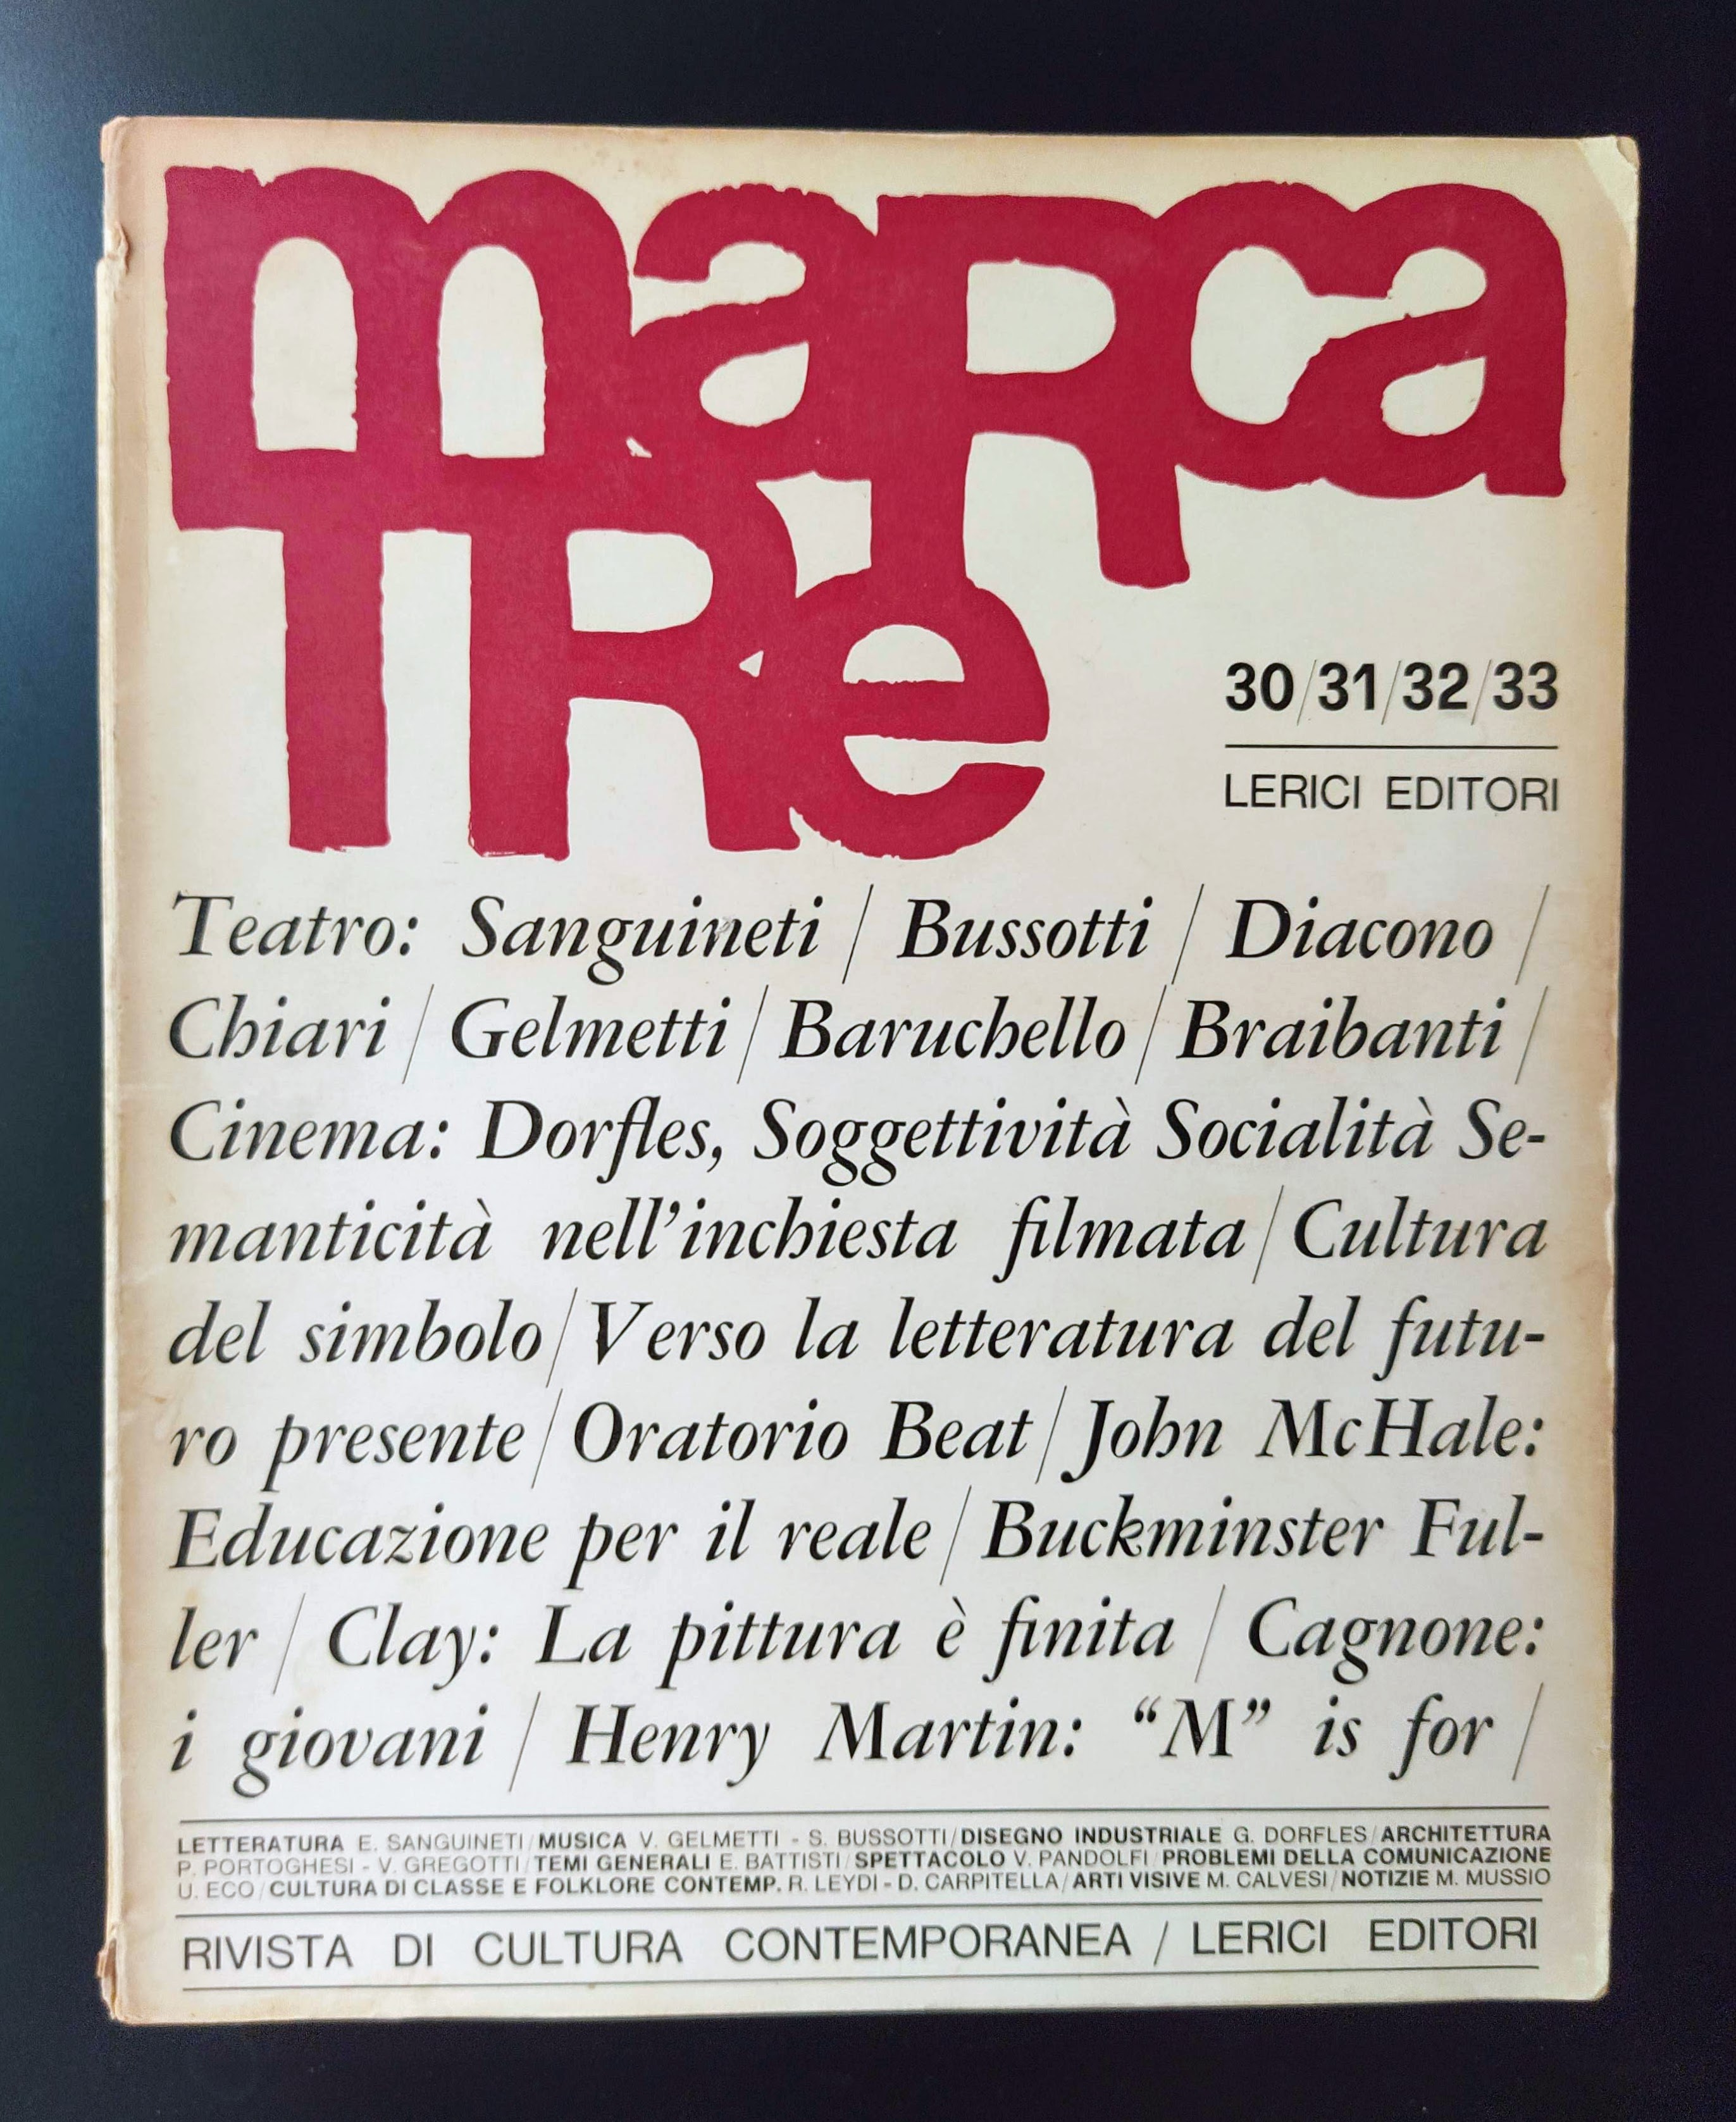 maRca
TRe
30/31/32/33
LERICI EDITORI
Teatro: Sanguineti / Bussotti / Diacono /
Chiari / Gelmetti / Baruchello / Braibanti /
Cinema: Dorfles, Soggettività Socialità Se-
manticità nell'inchiesta filmata / Cultura
del simbolo / Verso la letteratura del futu-
ro presente / Oratorio Beat / John McHale:
Educazione per il reale / Buckminster Ful-
ler / Clay: La pittura è finita / Cagnone:
i giovani / Henry Martin: “M” is for /
LETTERATURA E. SANGUINETI / MUSICA V. GELMETTI - S. BUSSOTTI / DISEGNO INDUSTRIALE G. DORFLES / ARCHITETTURA
P. PORTOGHESI - V. GREGOTTI / TEMI GENERALI E. BATTISTI / SPETTACOLO V. PANDOLFI / PROBLEMI DELLA COMUNICAZIONE
U. ECO / CULTURA DI CLASSE E FOLKLORE CONTEMP. R. LEYDI - D. CARPITELLA / ARTI VISIVE M. CALVESI / NOTIZIE M. MUSSIO
RIVISTA DI CULTURA CONTEMPORANEA / LERICI EDITORI